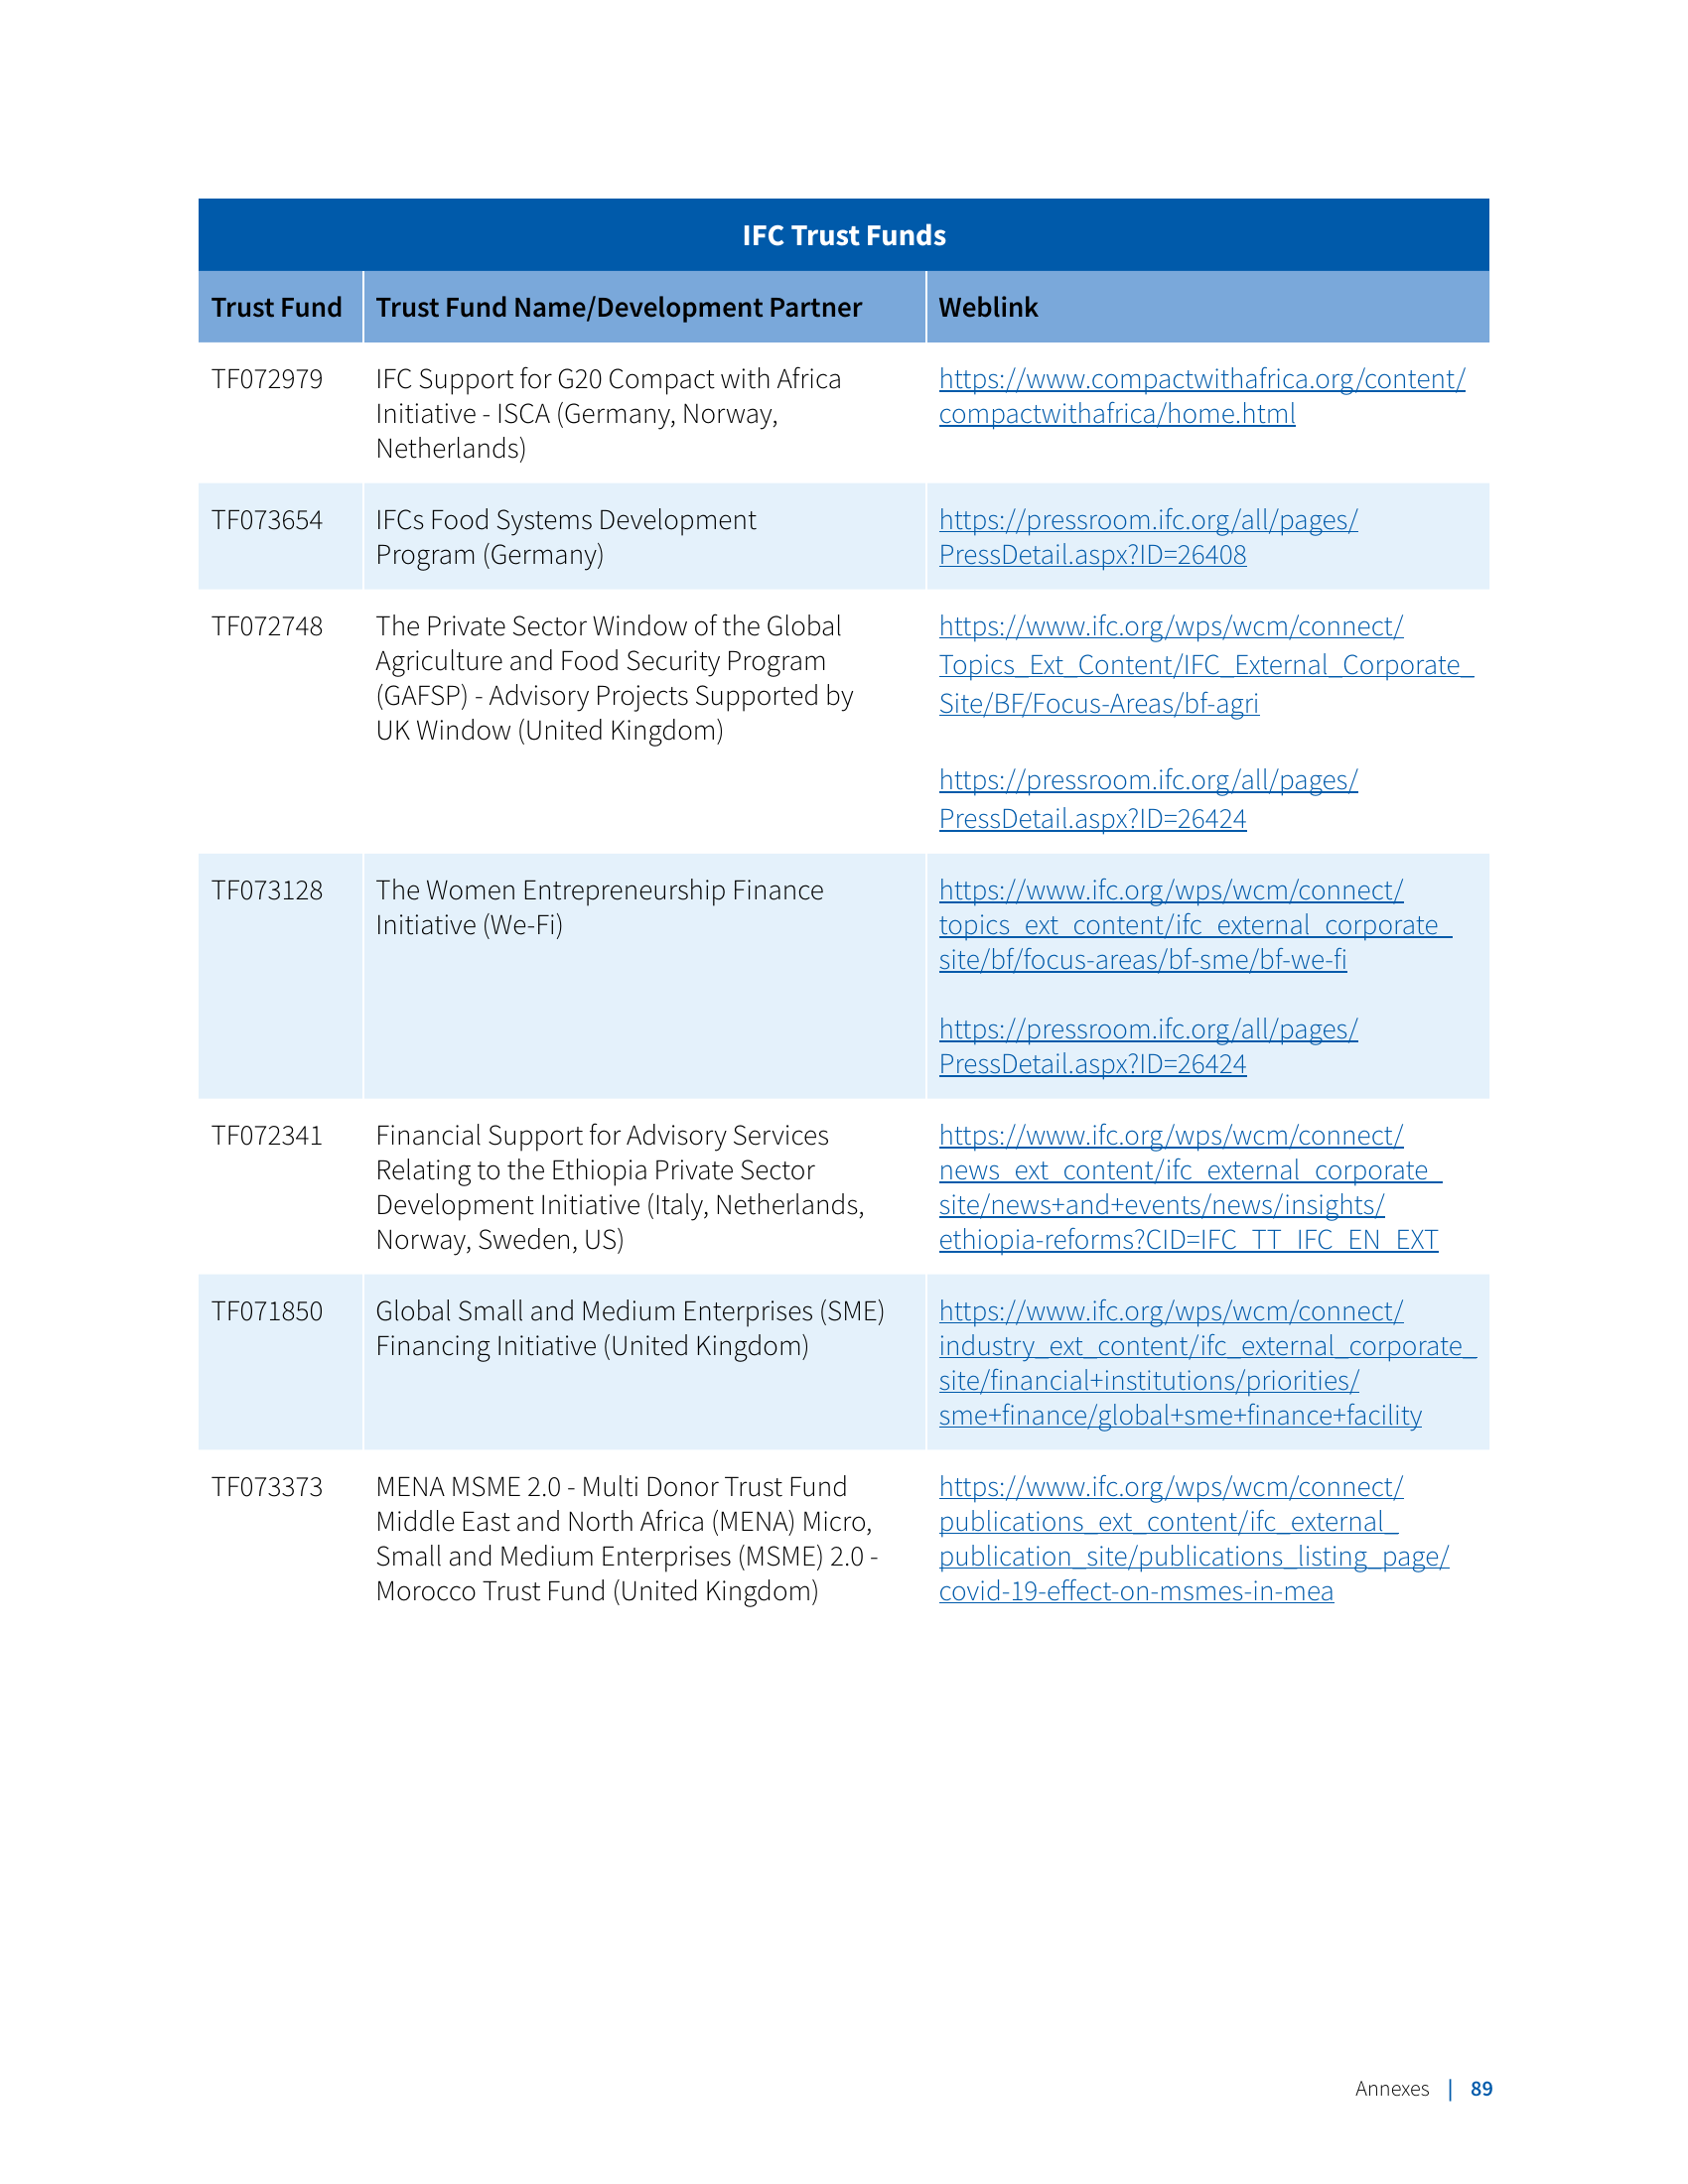 IFC Trust Funds
Trust Fund
Trust Fund Name/Development Partner
Weblink
TF072979
IFC Support for G20 Compact with Africa
Initiative - ISCA (Germany, Norway,
Netherlands)
https://www.compactwithafrica.org/content/
compactwithafrica/home.html
TF073654
IFCs Food Systems Development
Program (Germany)
https://pressroom.ifc.org/all/pages/
PressDetail.aspx?ID=26408
TF072748
The Private Sector Window of the Global
Agriculture and Food Security Program
(GAFSP) - Advisory Projects Supported by
UK Window (United Kingdom)
https://www.ifc.org/wps/wcm/connect/
Topics_Ext_Content/IFC_External_Corporate_
Site/BF/Focus-Areas/bf-agri
https://pressroom.ifc.org/all/pages/
PressDetail.aspx?ID=26424
TF073128
The Women Entrepreneurship Finance
Initiative (We-Fi)
https://www.ifc.org/wps/wcm/connect/
topics_ext_content/ifc_external_corporate_
site/bf/focus-areas/bf-sme/bf-we-fi
https://pressroom.ifc.org/all/pages/
PressDetail.aspx?ID=26424
TF072341
Financial Support for Advisory Services
Relating to the Ethiopia Private Sector
Development Initiative (Italy, Netherlands,
Norway, Sweden, US)
https://www.ifc.org/wps/wcm/connect/
news_ext_content/ifc_external_corporate_
site/news+and+events/news/insights/
ethiopia-reforms?CID=IFC_TT_IFC_EN_EXT
TF071850
Global Small and Medium Enterprises (SME)
Financing Initiative (United Kingdom)
https://www.ifc.org/wps/wcm/connect/
industry_ext_content/ifc_external_corporate_
site/financial+institutions/priorities/
sme+finance/global+sme+finance+facility
TF073373
MENA MSME 2.0 - Multi Donor Trust Fund
Middle East and North Africa (MENA) Micro,
Small and Medium Enterprises (MSME) 2.0 -
Morocco Trust Fund (United Kingdom)
https://www.ifc.org/wps/wcm/connect/
publications_ext_content/ifc_external_
publication_site/publications_listing_page/
covid-19-effect-on-msmes-in-mea
Annexes | 89